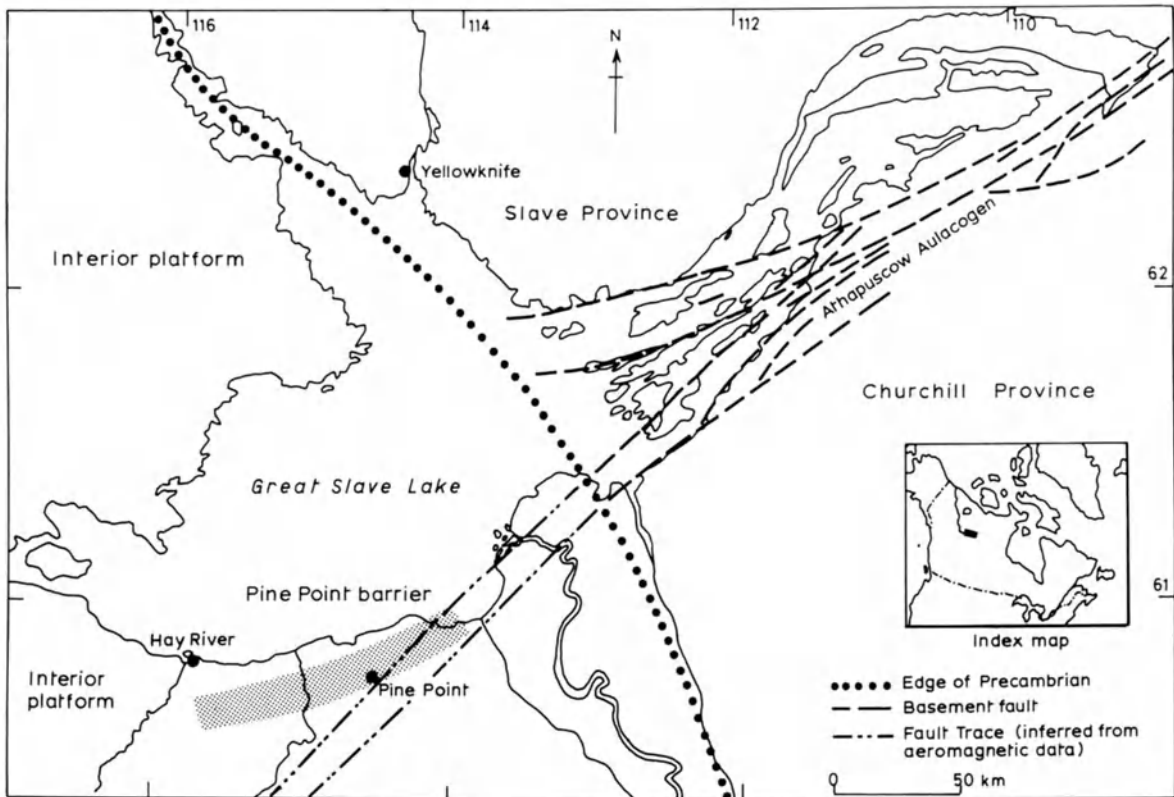 116
114
112
110
N
Yellowknife
Slave Province
Interior platform
62
Athapuscow Aulacogen
Churchill Province
Great Slave Lake
Pine Point barrier
61
Hay River
Index map
Interior
platform
Pine Point
Edge of Precambrian
Basement fault
Fault Trace (inferred from
aeromagnetic data)
0 50 km